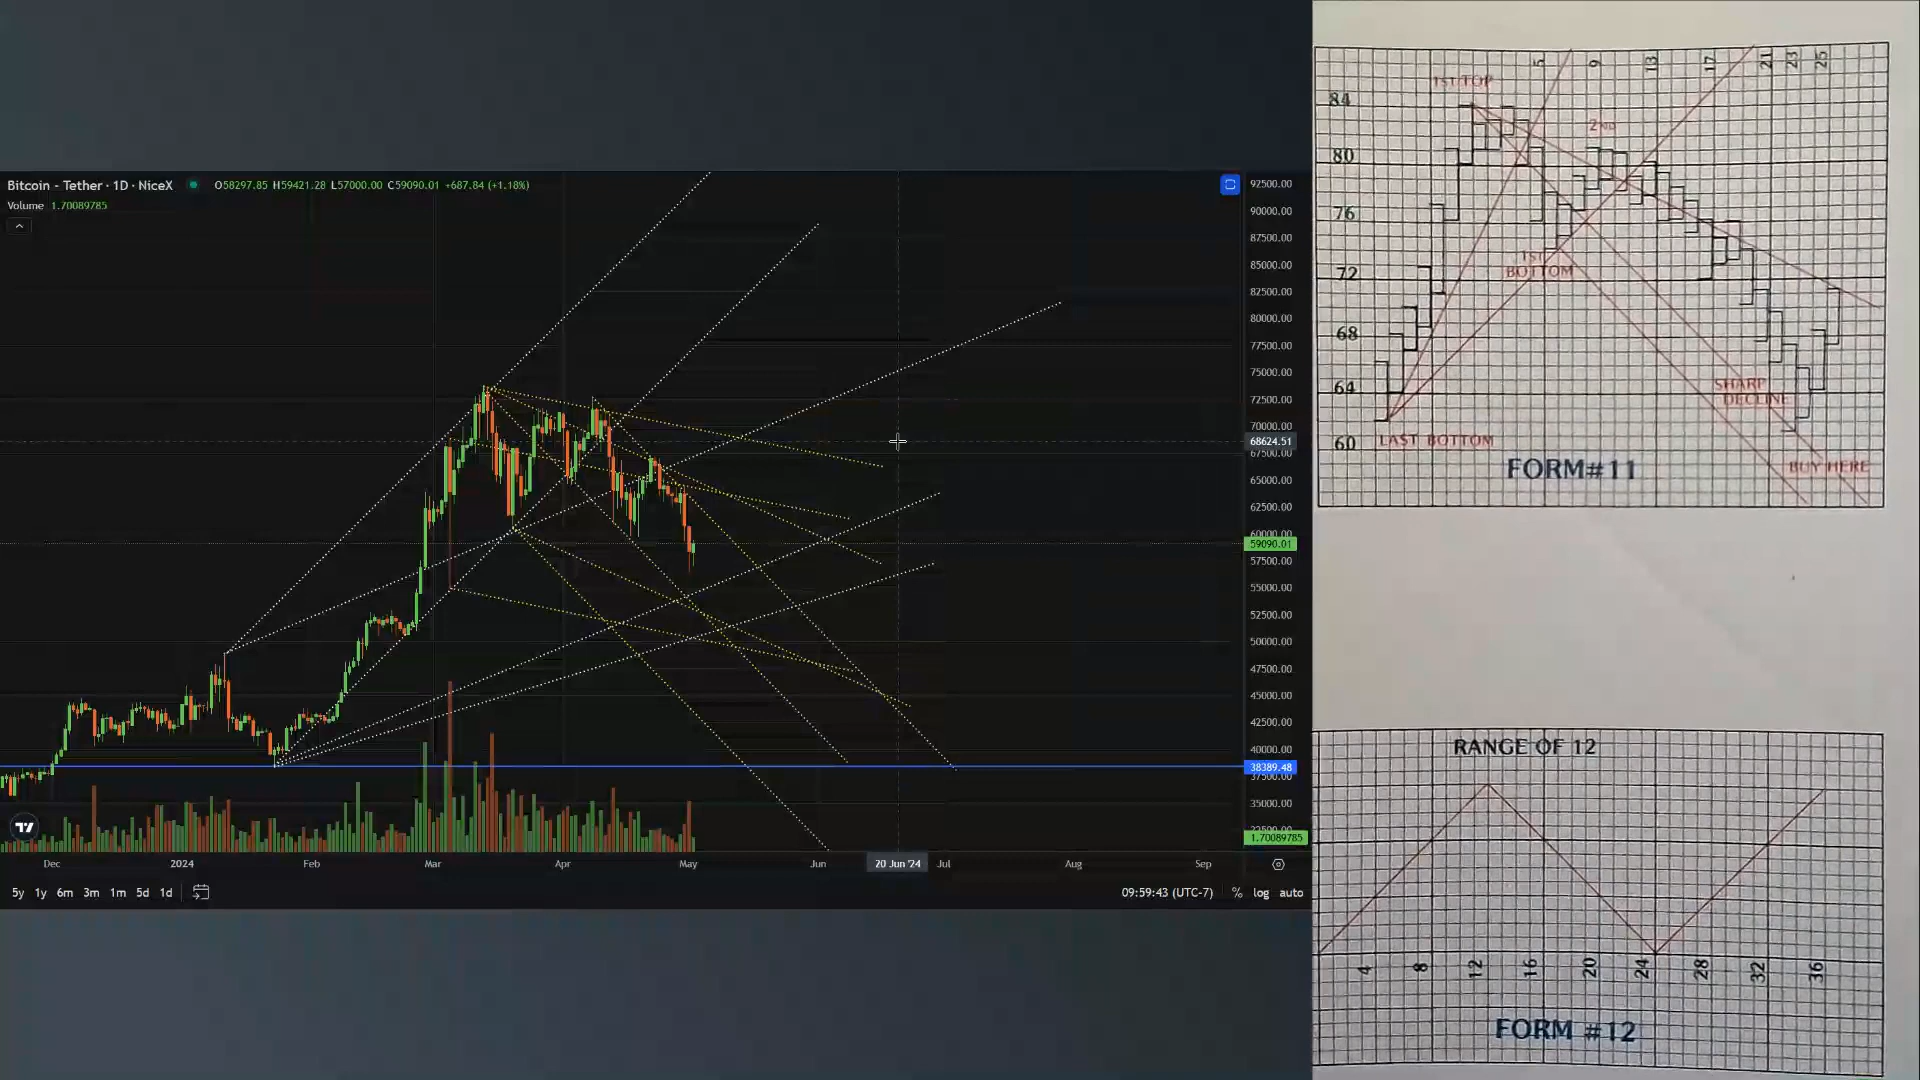 Bitcoin - Tether · 1D · NiceX O58297.85 H59421.28 L57000.00 C59090.01 +687.84 (+1.18%)
Volume 1.70089785
92500.00
90000.00
87500.00
85000.00
82500.00
80000.00
77500.00
75000.00
72500.00
70000.00
68624.51
67500.00
65000.00
62500.00
60000.00
59090.01
57500.00
55000.00
52500.00
50000.00
47500.00
45000.00
42500.00
40000.00
38389.48
37500.00
35000.00
1.70089785
Dec 2024 Feb Mar Apr May Jun 20 Jun '24 Jul Aug Sep
5y 1y 6m 3m 1m 5d 1d 09:59:43 (UTC-7) % log auto
5 9 13 17 21 23 25
1ST TOP
84
2ND
80
76
1ST
BOTTOM
72
68
64
SHARP
DECLINE
60 LAST BOTTOM
BUY HERE
FORM#11
RANGE OF 12
4 8 12 16 20 24 28 32 36
FORM #12